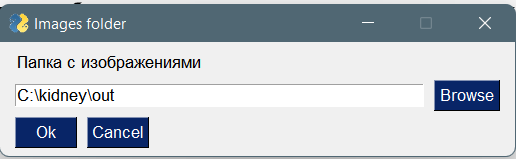 Images folder
Папка с изображениями
C:\kidney\out
Browse
Ok
Cancel